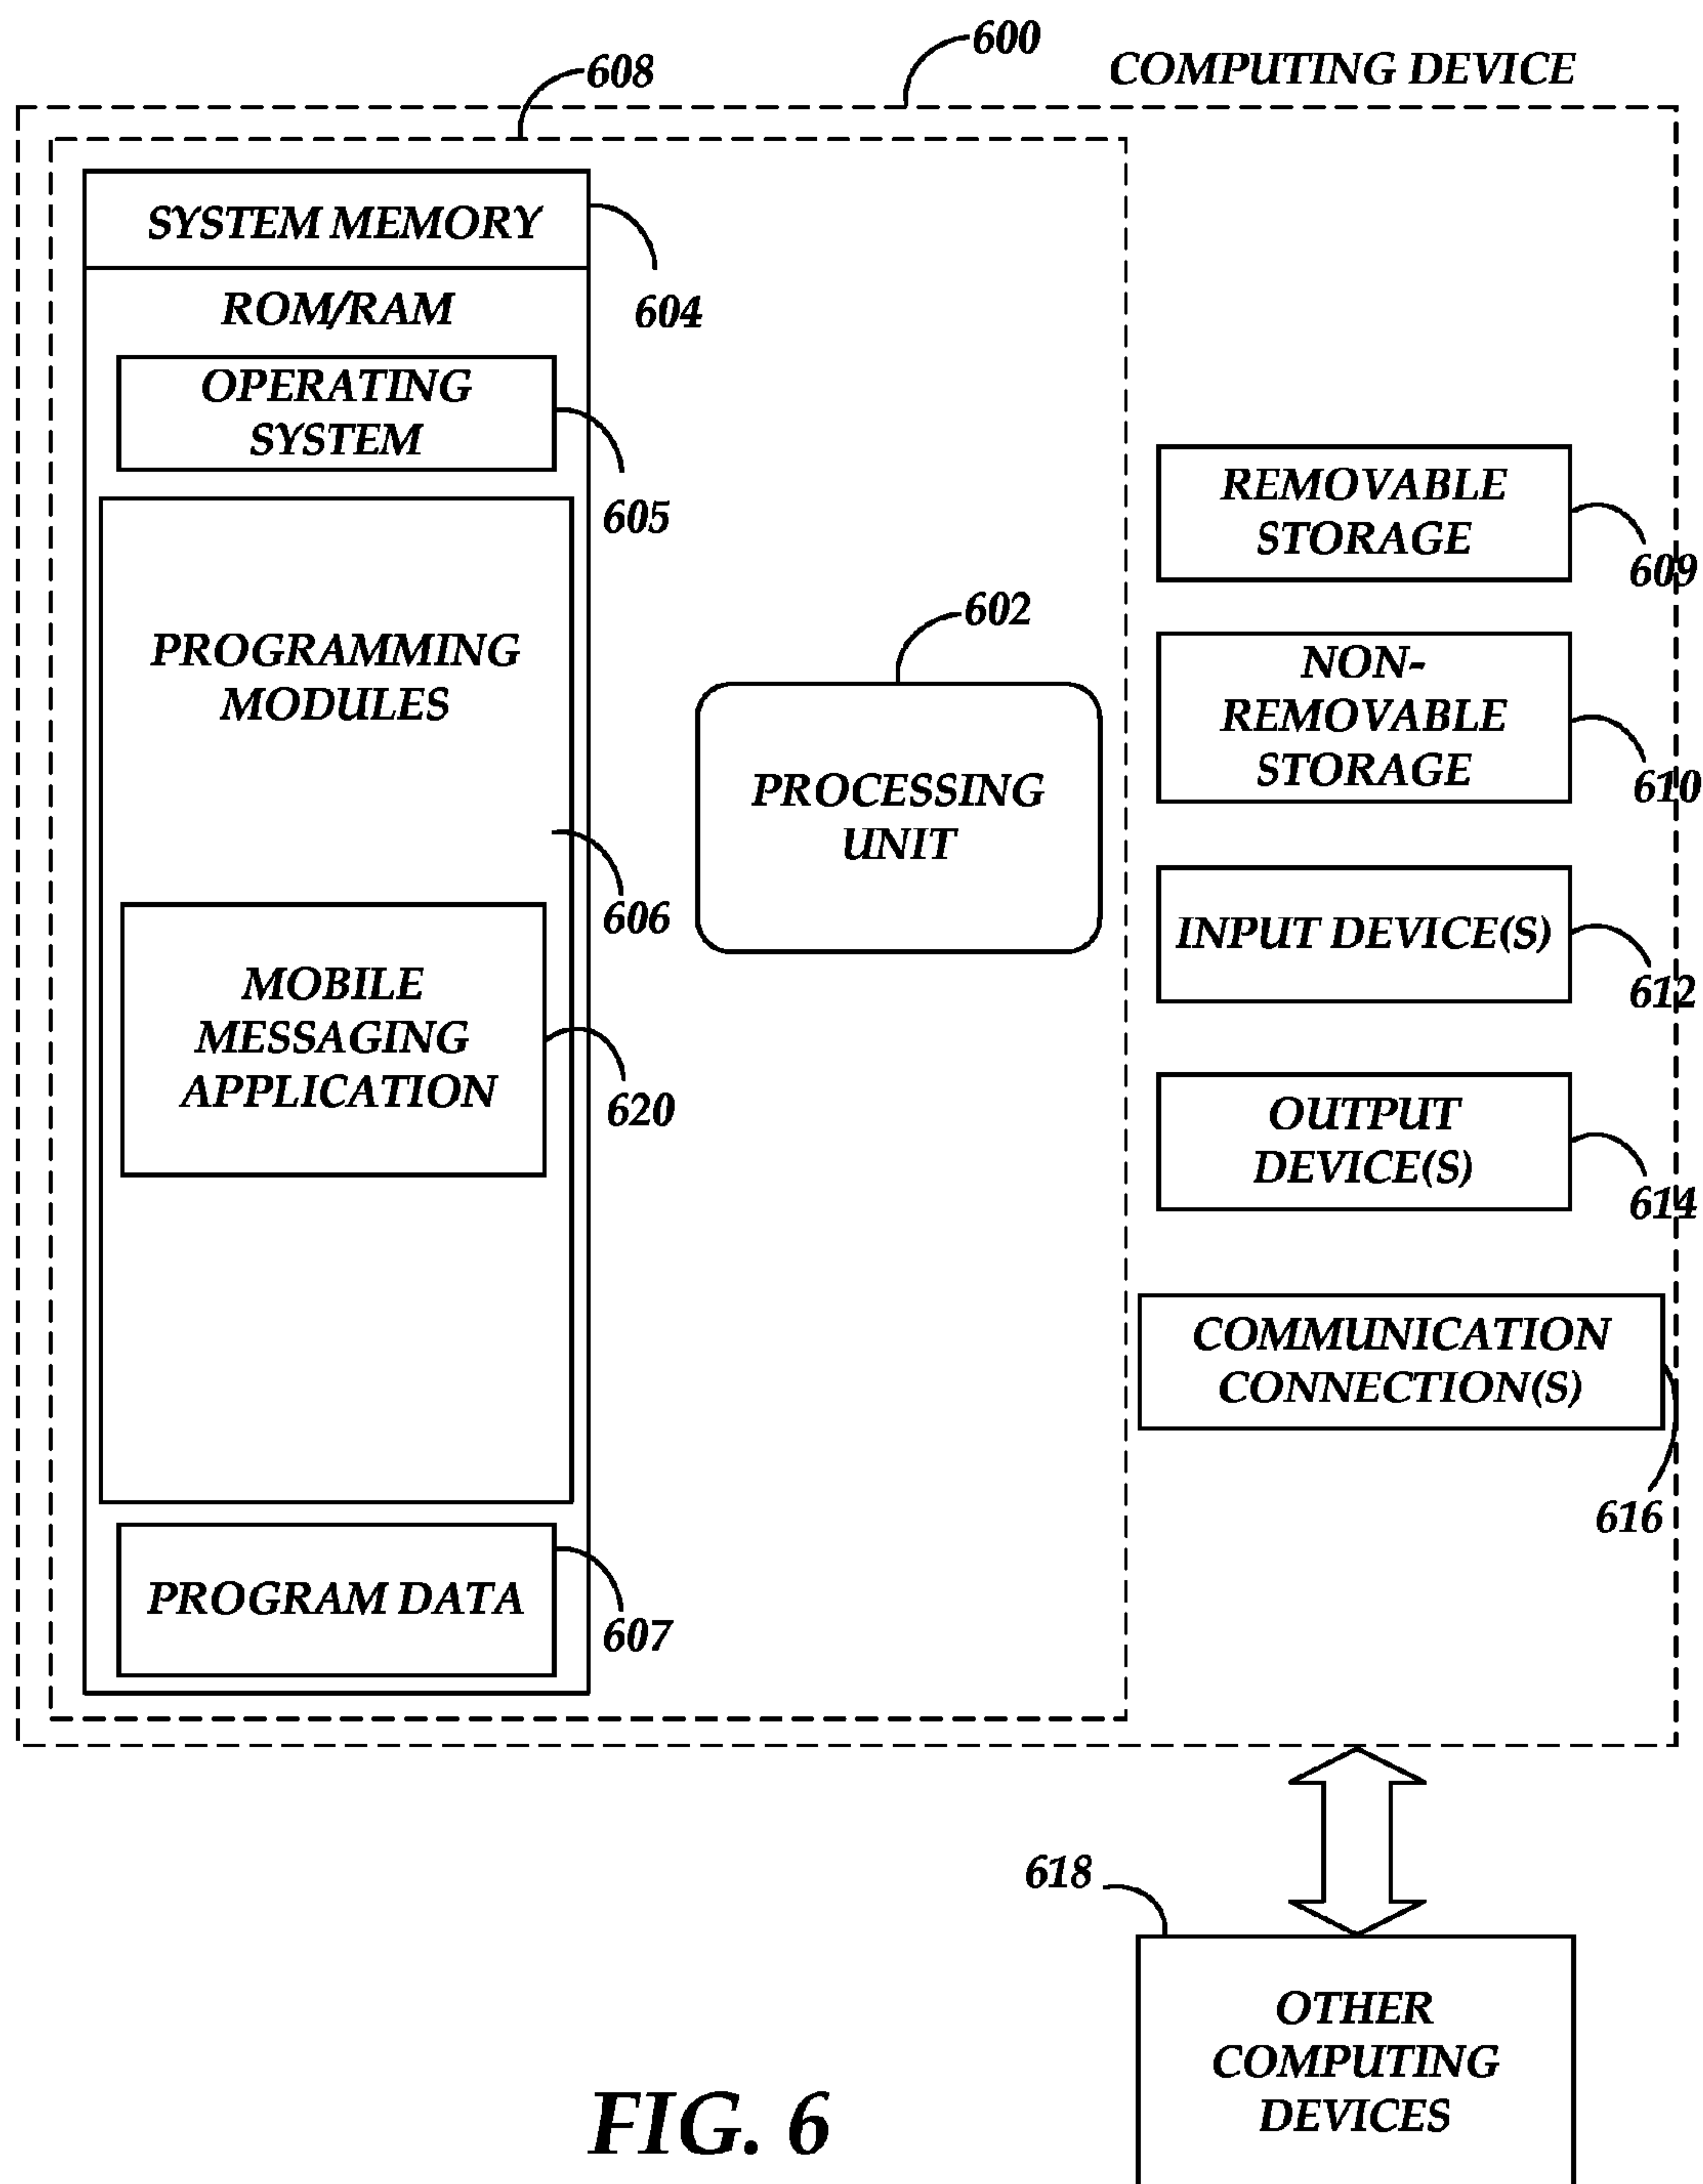 600
COMPUTING DEVICE
608
SYSTEM MEMORY
604
ROM/RAM
OPERATING
SYSTEM
605
PROGRAMMING
MODULES
606
MOBILE
MESSAGING
APPLICATION
620
PROGRAM DATA
607
602
PROCESSING
UNIT
REMOVABLE
STORAGE
609
NON-
REMOVABLE
STORAGE
610
INPUT DEVICE(S)
612
OUTPUT
DEVICE(S)
614
COMMUNICATION
CONNECTION(S)
616
618
OTHER
COMPUTING
DEVICES
FIG. 6